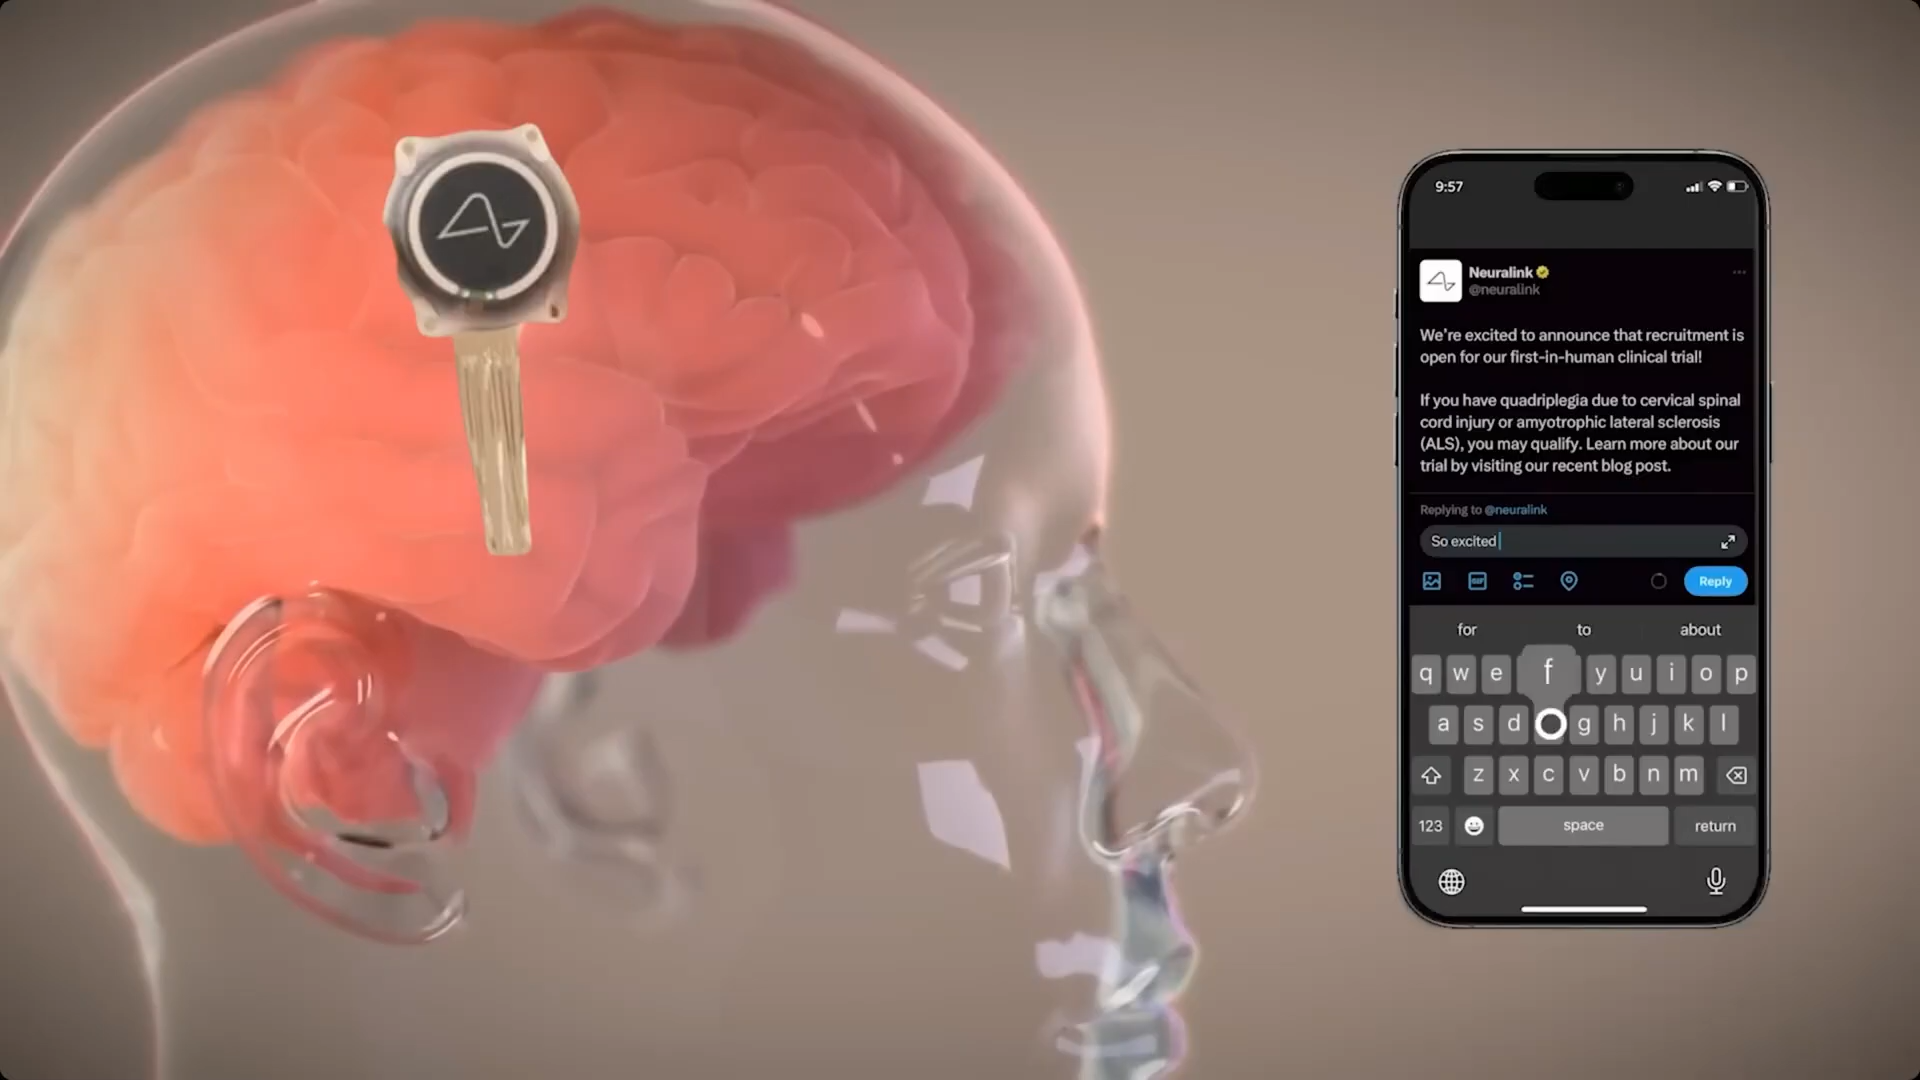 9:57
Neuralink
@neuralink
We're excited to announce that recruitment is
open for our first-in-human clinical trial!
If you have quadriplegia due to cervical spinal
cord injury or amyotrophic lateral sclerosis
(ALS), you may qualify. Learn more about our
trial by visiting our recent blog post.
Replying to @neuralink
So excited
GIF
Reply
for to about
q w e f y u i o p
a s d g h j k l
z x c v b n m
123 space return